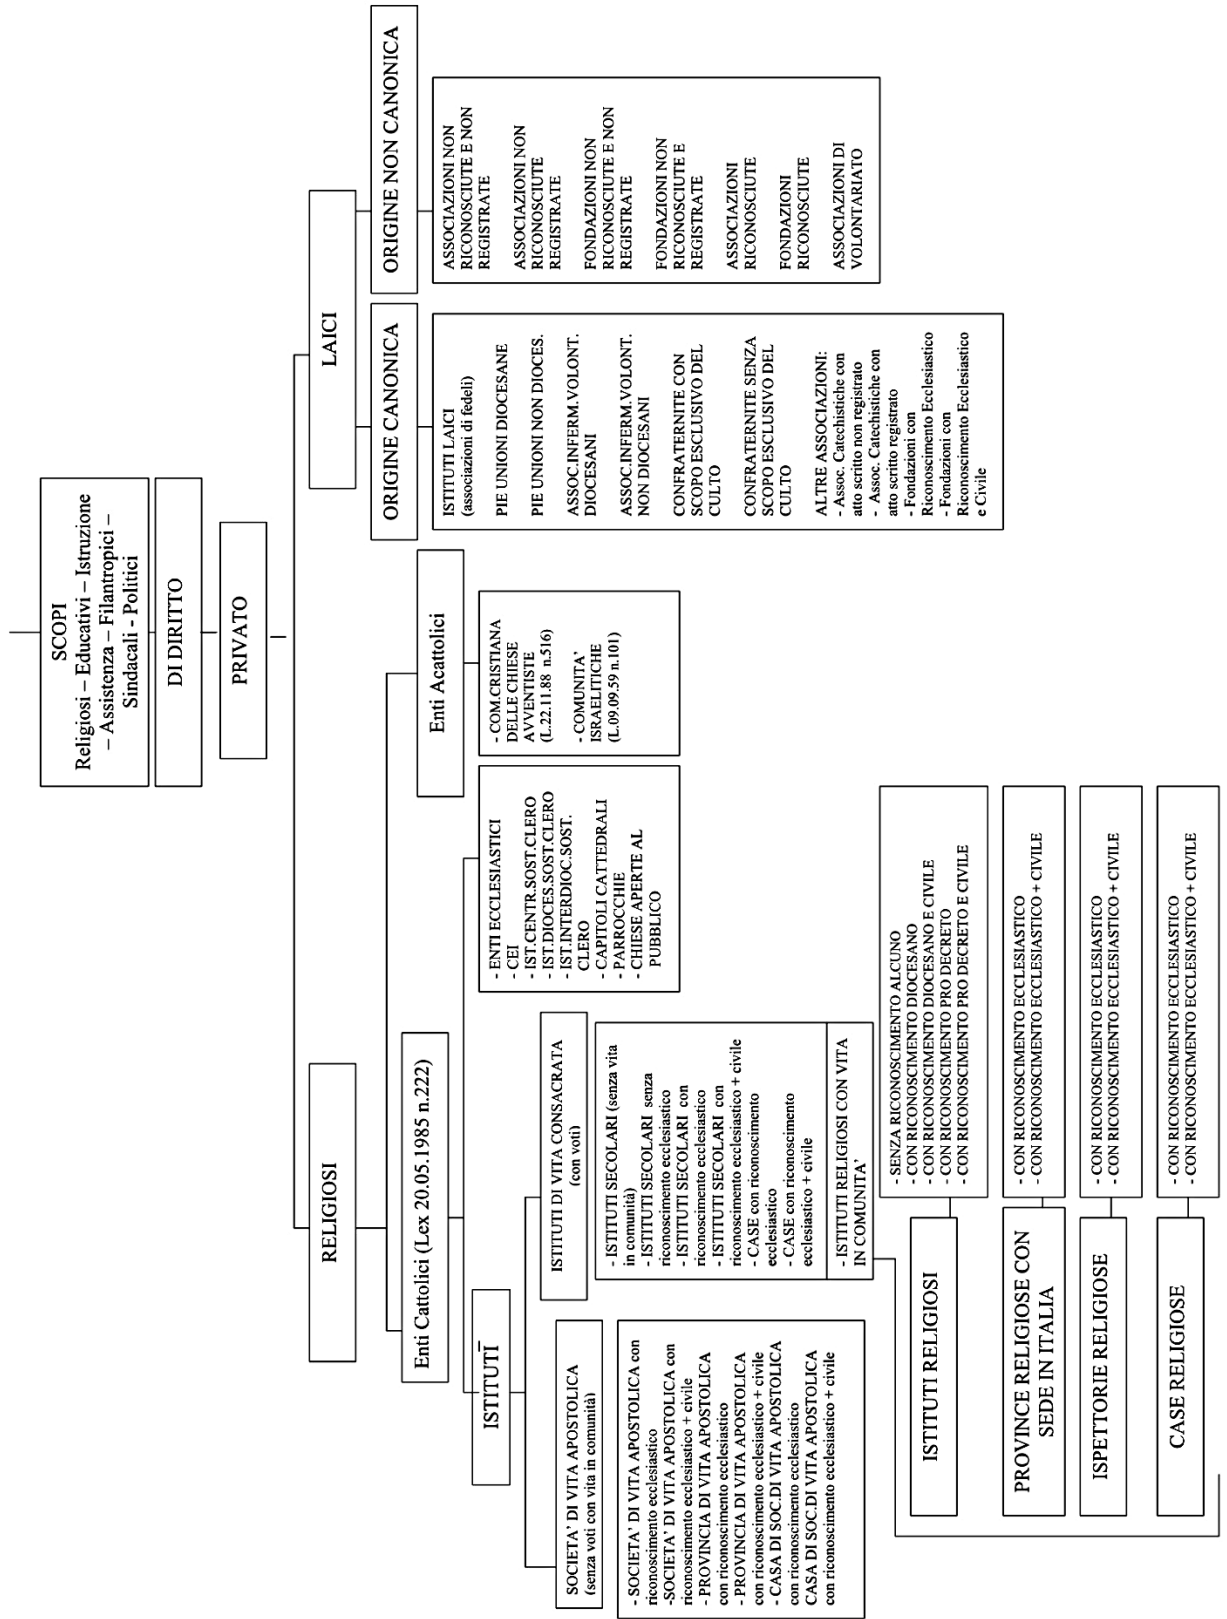 SCOPI
Religiosi – Educativi – Istruzione
– Assistenza – Filantropici –
Sindacali - Politici
DI DIRITTO
PRIVATO
RELIGIOSI
LAICI
Enti Cattolici (Lex 20.05.1985 n.222)
Enti Acattolici
ORIGINE CANONICA
ORIGINE NON CANONICA
ISTITUTI
- ENTI ECCLESIASTICI
- CEI
- IST.CENTR.SOST.CLERO
- IST.DIOCES.SOST.CLERO
- IST.INTERDIOC.SOST.
CLERO
- CAPITOLI CATTEDRALI
- PARROCCHIE
- CHIESE APERTE AL
PUBBLICO
- COM.CRISTIANA
DELLE CHIESE
AVVENTISTE
(L.22.11.88 n.516)
- COMUNITA’
ISRAELITICHE
(L.09.09.59 n.101)
ISTITUTI LAICI
(associazioni di fedeli)
PIE UNIONI DIOCESANE
PIE UNIONI NON DIOCES.
ASSOC.INFERM.VOLONT.
DIOCESANI
ASSOC.INFERM.VOLONT.
NON DIOCESANI
CONFRATERNITE CON
SCOPO ESCLUSIVO DEL
CULTO
CONFRATERNITE SENZA
SCOPO ESCLUSIVO DEL
CULTO
ALTRE ASSOCIAZIONI:
- Assoc. Catechistiche con
atto scritto non registrato
- Assoc. Catechistiche con
atto scritto registrato
- Fondazioni con
Riconoscimento Ecclesiastico
- Fondazioni con
Riconoscimento Ecclesiastico
e Civile
ASSOCIAZIONI NON
RICONOSCIUTE E NON
REGISTRATE
ASSOCIAZIONI NON
RICONOSCIUTE
REGISTRATE
FONDAZIONI NON
RICONOSCIUTE E NON
REGISTRATE
FONDAZIONI NON
RICONOSCIUTE E
REGISTRATE
ASSOCIAZIONI
RICONOSCIUTE
FONDAZIONI
RICONOSCIUTE
ASSOCIAZIONI DI
VOLONTARIATO
SOCIETA’ DI VITA APOSTOLICA
(senza voti con vita in comunità)
ISTITUTI DI VITA CONSACRATA
(con voti)
- SOCIETA’ DI VITA APOSTOLICA con
riconoscimento ecclesiastico
-SOCIETA’ DI VITA APOSTOLICA con
riconoscimento ecclesiastico + civile
- PROVINCIA DI VITA APOSTOLICA
con riconoscimento ecclesiastico
- PROVINCIA DI VITA APOSTOLICA
con riconoscimento ecclesiastico + civile
- CASA DI SOC.DI VITA APOSTOLICA
con riconoscimento ecclesiastico
CASA DI SOC.DI VITA APOSTOLICA
con riconoscimento ecclesiastico + civile
- ISTITUTI SECOLARI (senza vita
in comunità)
- ISTITUTI SECOLARI senza
riconoscimento ecclesiastico
- ISTITUTI SECOLARI con
riconoscimento ecclesiastico
- ISTITUTI SECOLARI con
riconoscimento ecclesiastico + civile
- CASE con riconoscimento
ecclesiastico
- CASE con riconoscimento
ecclesiastico + civile
- ISTITUTI RELIGIOSI CON VITA
IN COMUNITA’
ISTITUTI RELIGIOSI
- SENZA RICONOSCIMENTO ALCUNO
- CON RICONOSCIMENTO DIOCESANO
- CON RICONOSCIMENTO DIOCESANO E CIVILE
- CON RICONOSCIMENTO PRO DECRETO
- CON RICONOSCIMENTO PRO DECRETO E CIVILE
PROVINCE RELIGIOSE CON
SEDE IN ITALIA
- CON RICONOSCIMENTO ECCLESIASTICO
- CON RICONOSCIMENTO ECCLESIASTICO + CIVILE
ISPETTORIE RELIGIOSE
- CON RICONOSCIMENTO ECCLESIASTICO
- CON RICONOSCIMENTO ECCLESIASTICO + CIVILE
CASE RELIGIOSE
- CON RICONOSCIMENTO ECCLESIASTICO
- CON RICONOSCIMENTO ECCLESIASTICO + CIVILE